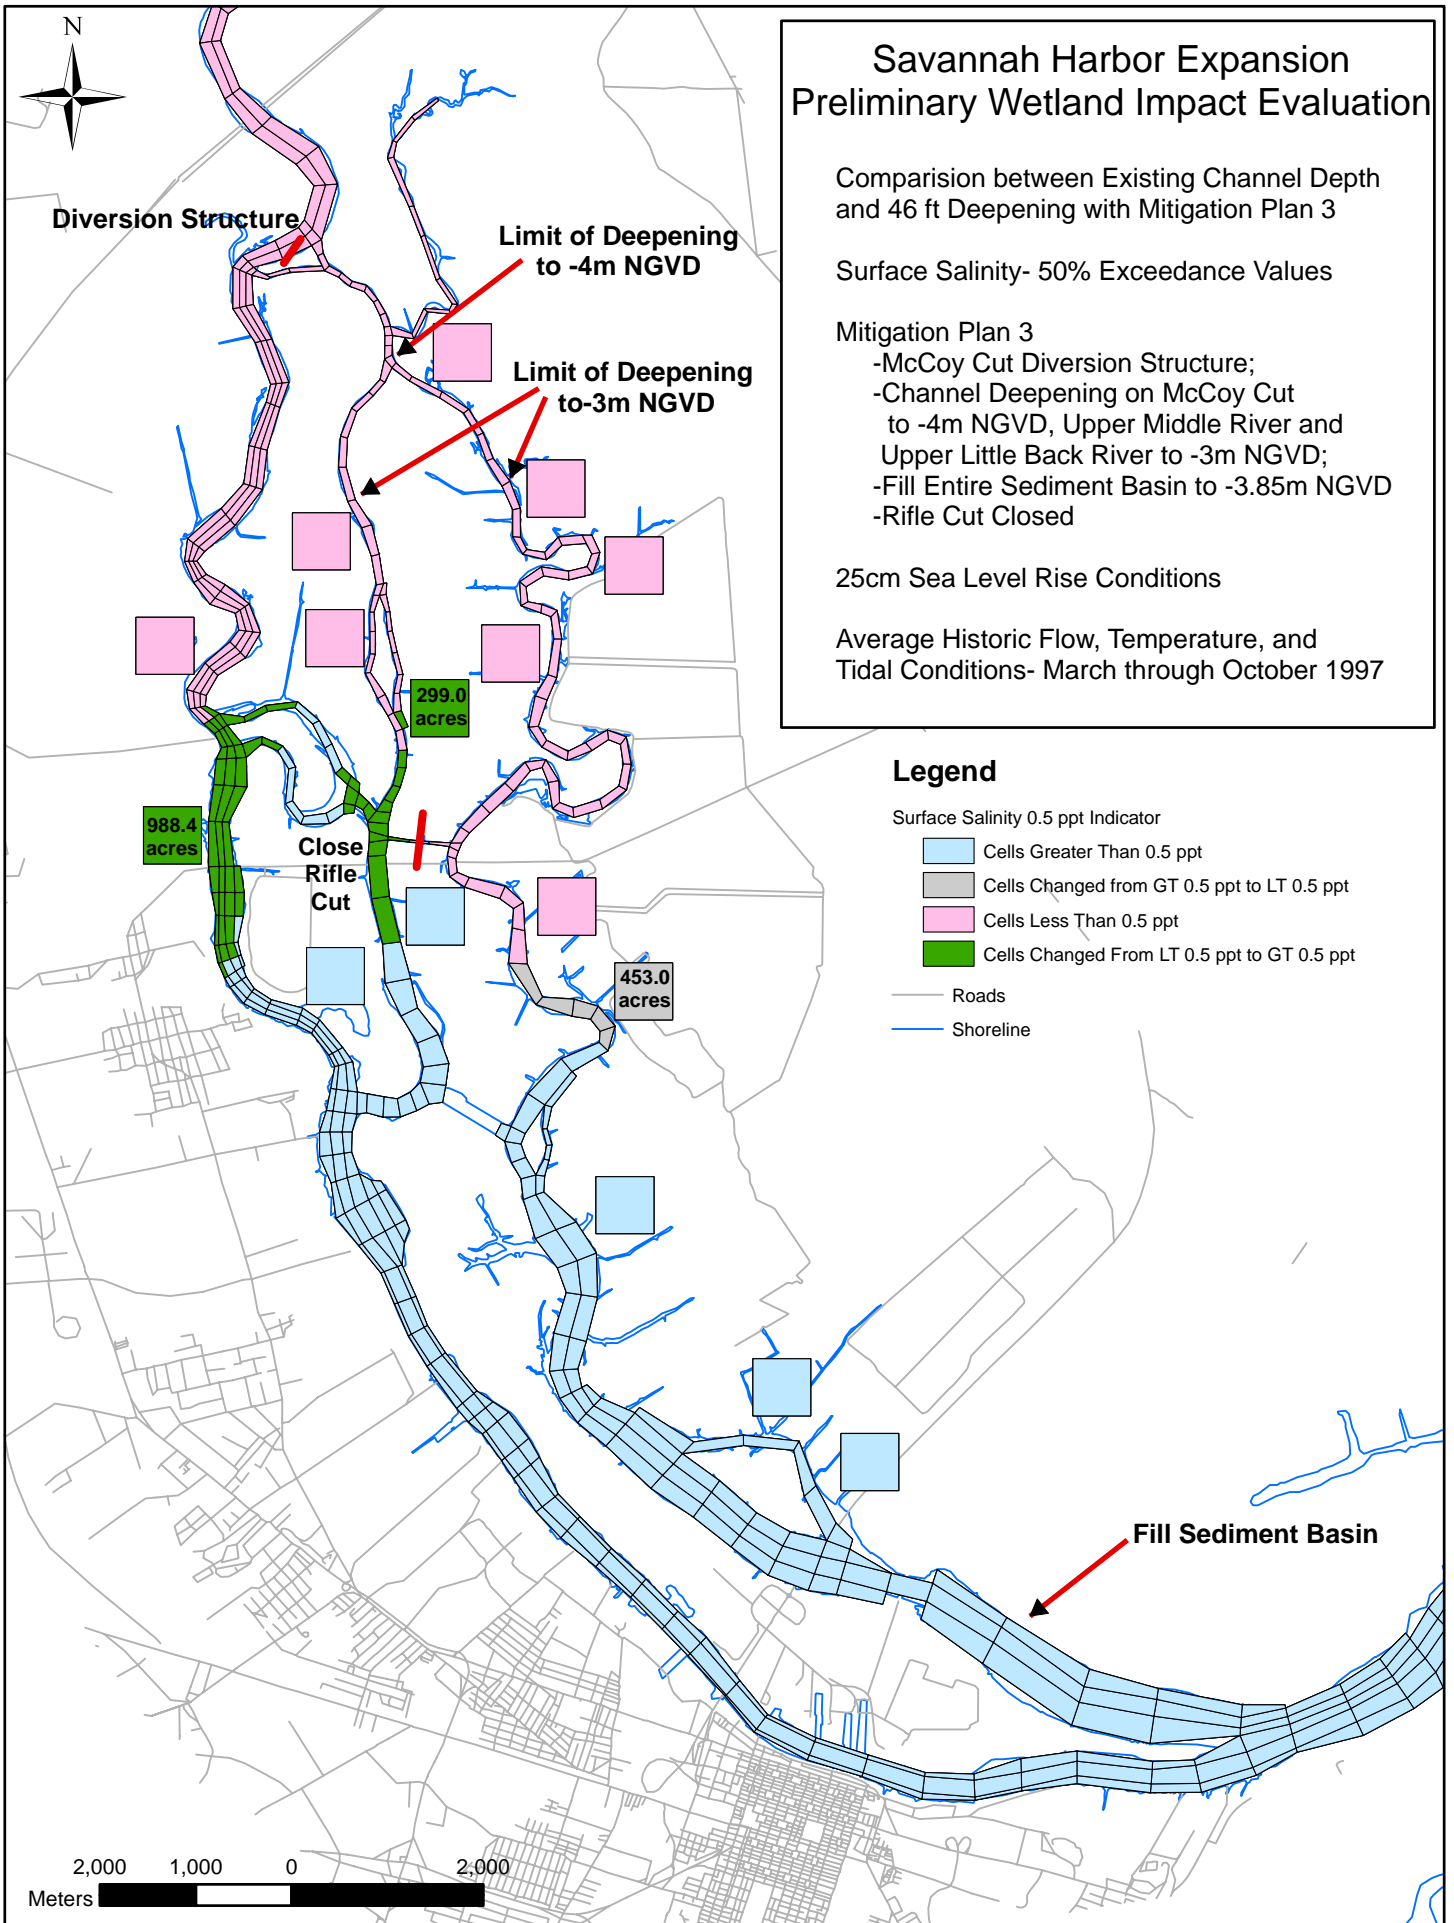 N
Savannah Harbor Expansion
Preliminary Wetland Impact Evaluation
Comparision between Existing Channel Depth
and 46 ft Deepening with Mitigation Plan 3
Surface Salinity- 50% Exceedance Values
Mitigation Plan 3
-McCoy Cut Diversion Structure;
-Channel Deepening on McCoy Cut
to -4m NGVD, Upper Middle River and
Upper Little Back River to -3m NGVD;
-Fill Entire Sediment Basin to -3.85m NGVD
-Rifle Cut Closed
25cm Sea Level Rise Conditions
Average Historic Flow, Temperature, and
Tidal Conditions- March through October 1997
Diversion Structure
Limit of Deepening
to -4m NGVD
Limit of Deepening
to-3m NGVD
299.0
acres
988.4
acres
Close
Rifle
Cut
453.0
acres
Legend
Surface Salinity 0.5 ppt Indicator
Cells Greater Than 0.5 ppt
Cells Changed from GT 0.5 ppt to LT 0.5 ppt
Cells Less Than 0.5 ppt
Cells Changed From LT 0.5 ppt to GT 0.5 ppt
Roads
Shoreline
Fill Sediment Basin
2,000 1,000 0 2,000
Meters